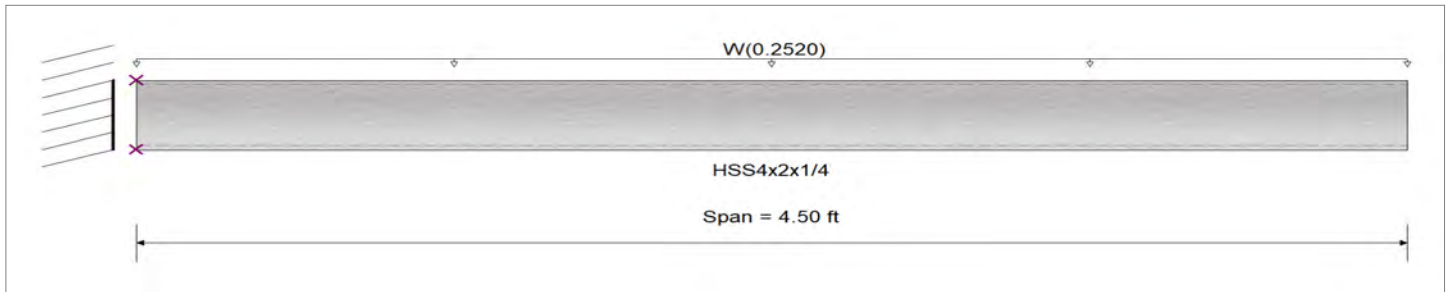 W(0.2520)
HSS4x2x1/4
Span = 4.50 ft